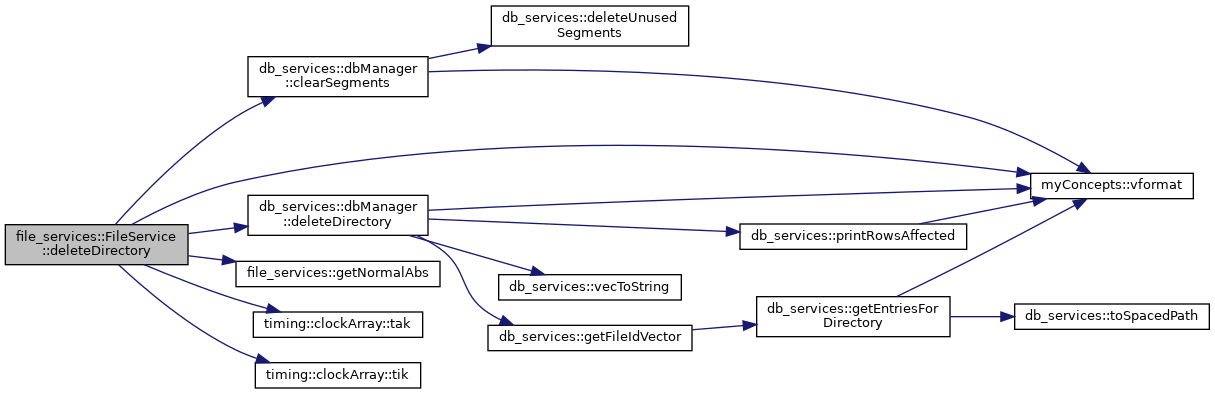 db_services::deleteUnused
Segments
db_services::dbManager
::clearSegments
myConcepts::vformat
db_services::dbManager
::deleteDirectory
file_services::FileService
::deleteDirectory
db_services::printRowsAffected
file_services::getNormalAbs
db_services::vecToString
db_services::getEntriesFor
Directory
db_services::toSpacedPath
timing::clockArray::tak
db_services::getFileIdVector
timing::clockArray::tik